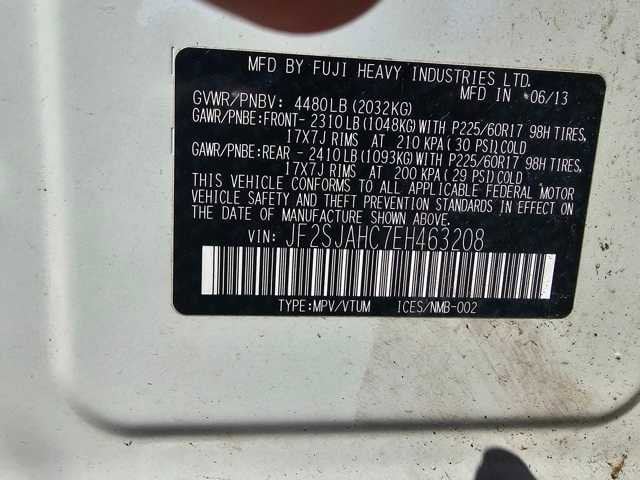 MFD BY FUJI HEAVY INDUSTRIES LTD.
MFD IN 06/13
GVWR/PNBV: 4480LB(2032KG)
GAWR/PNBE:FRONT- 2310LB(1048KG)WITH P225/60R17 98H TIRES,
17X7J RIMS AT 210 KPA(30 PSI)COLD
GAWR/PNBE:REAR - 2410LB(1093KG)WITH P225/60R17 98H TIRES,
17X7J RIMS AT 200 KPA(29 PSI)COLD
THIS VEHICLE CONFORMS TO ALL APPLICABLE FEDERAL MOTOR
VEHICLE SAFETY AND THEFT PREVENTION STANDARDS IN EFFECT ON
THE DATE OF MANUFACTURE SHOWN ABOVE.
VIN: JF2SJAHC7EH463208
TYPE:MPV/VTUM ICES/NMB-002